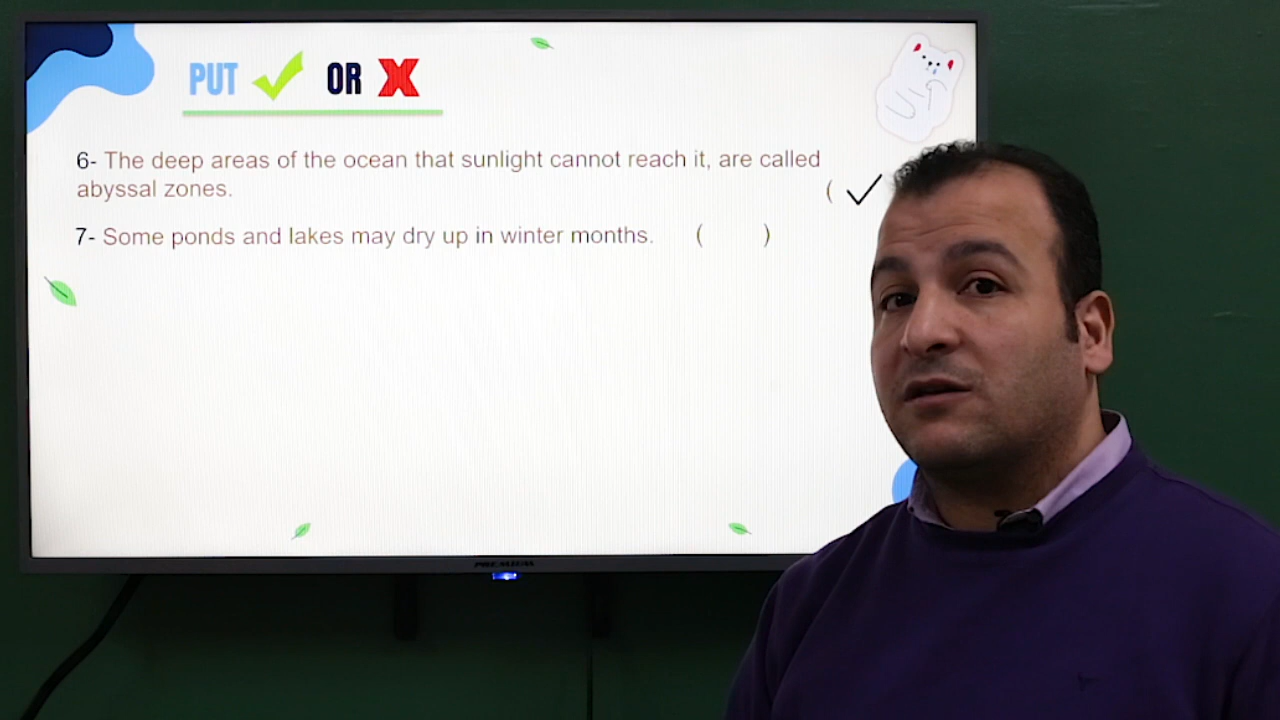 PUT ✓ OR X
6- The deep areas of the ocean that sunlight cannot reach it, are called
abyssal zones. ( ✓
7- Some ponds and lakes may dry up in winter months. ( )
PREMIUM